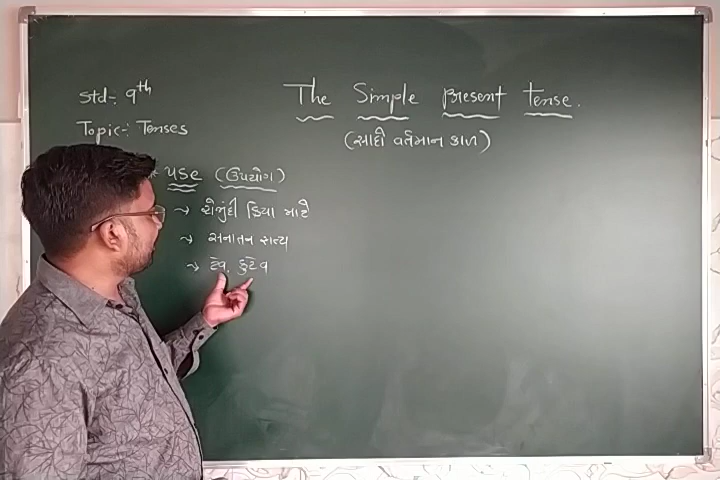 Std-: 9th
The Simple Present Tense.
Topic-: Tenses
(સાદો વર્તમાન કાળ)
* use (ઉપયોગ)
→ રોજીંદી ક્રિયા માટે
→ સનાતન સત્ય
→ ટેવ, કુટેવ